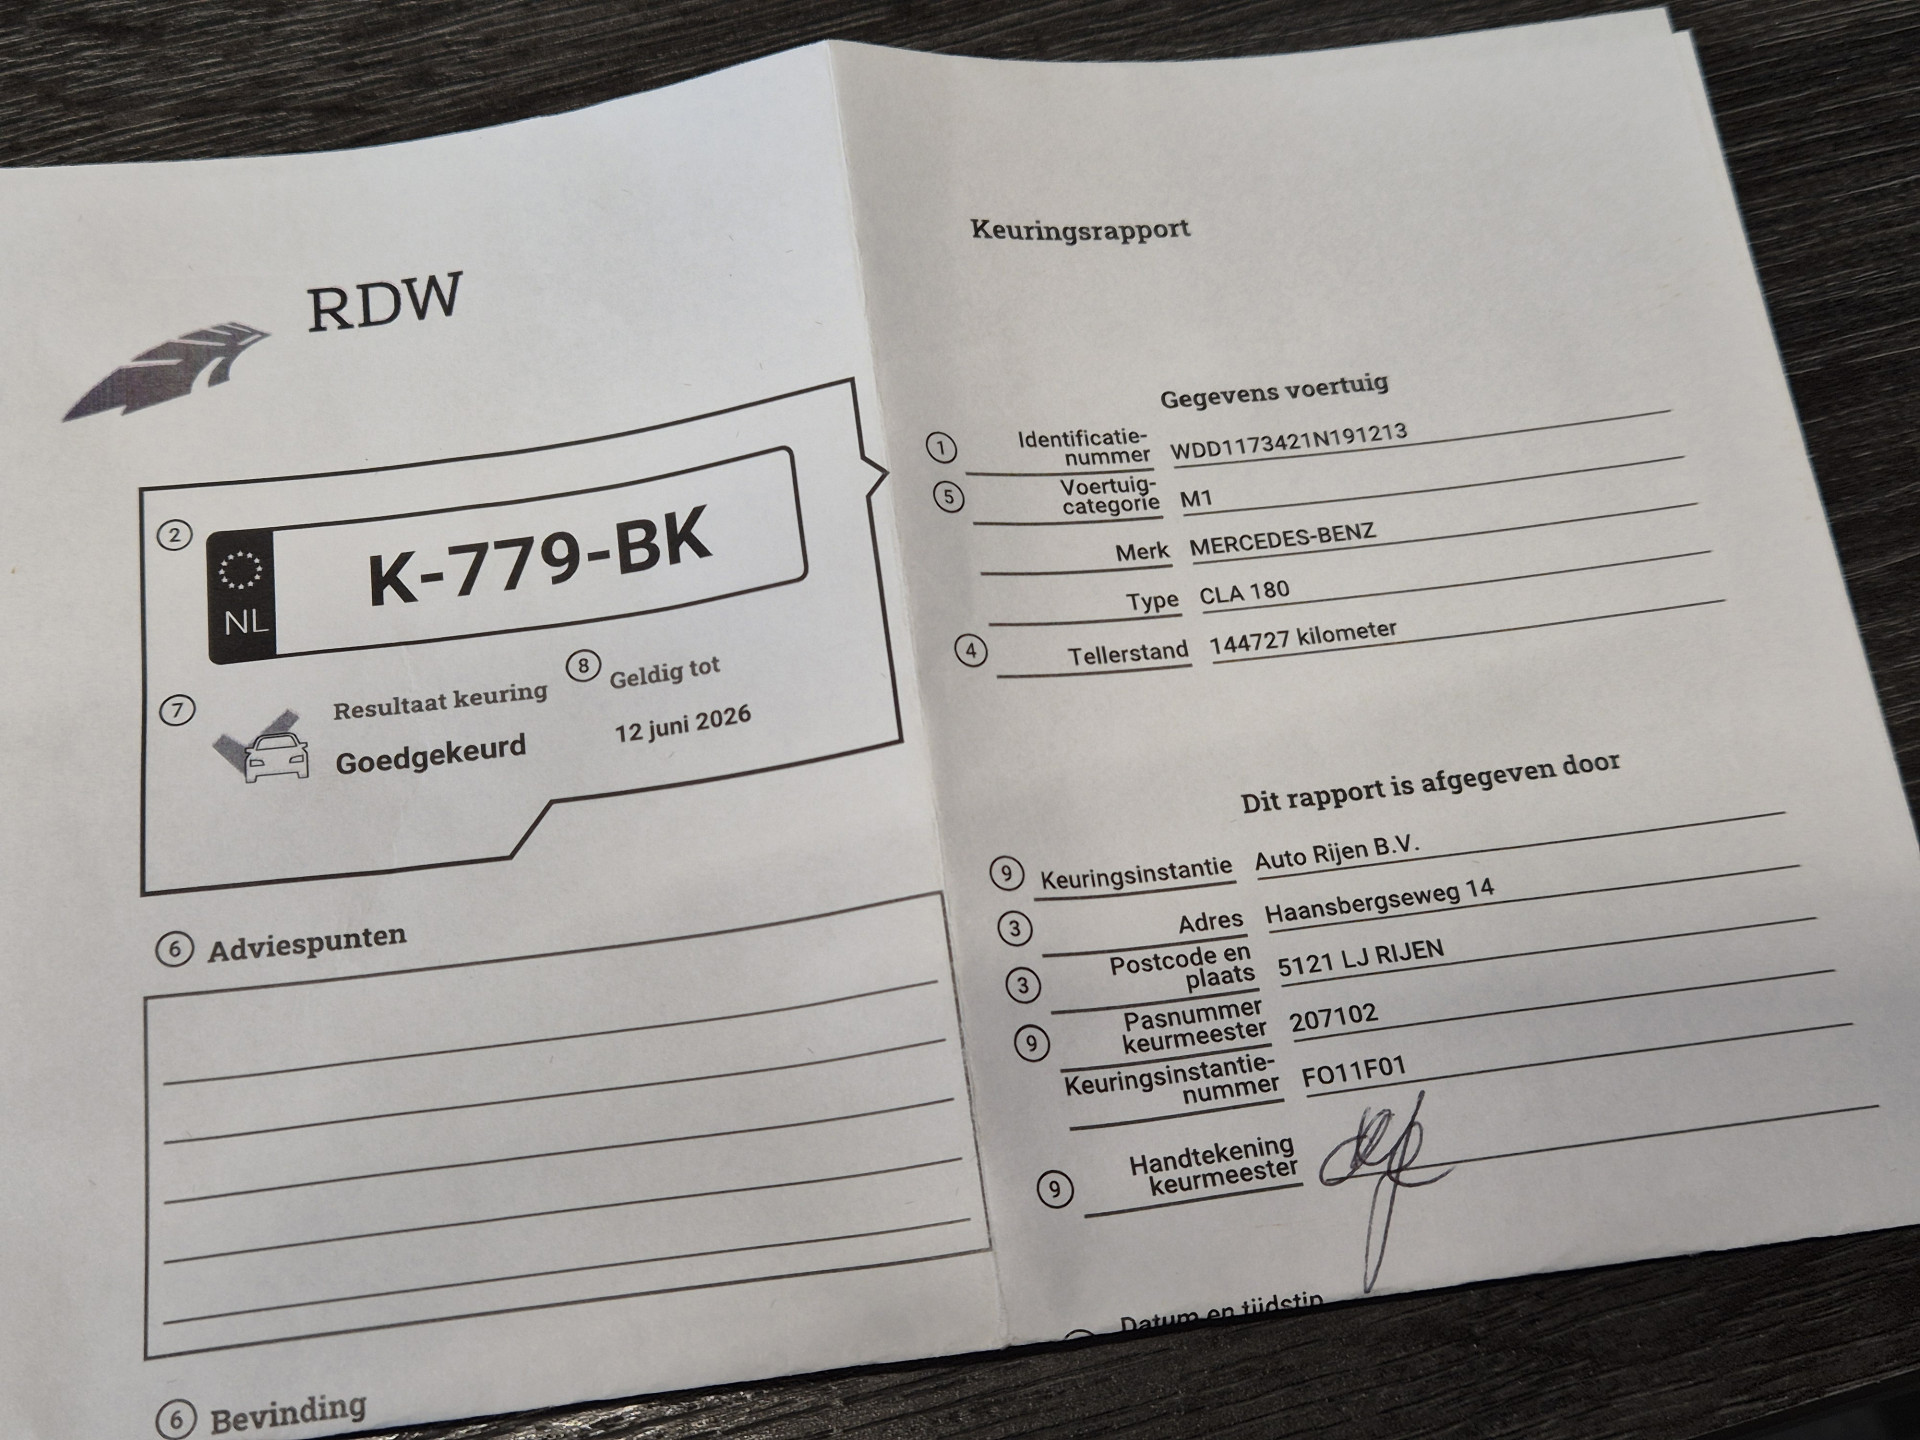 RDW
2
NL
K-779-BK
7
Resultaat keuring
Goedgekeurd
8
Geldig tot
12 juni 2026
6 Adviespunten
6 Bevinding
Keuringsrapport
Gegevens voertuig
1 Identificatie-
nummer WDD1173421N191213
5 Voertuig-
categorie M1
Merk MERCEDES-BENZ
Type CLA 180
4 Tellerstand 144727 kilometer
Dit rapport is afgegeven door
9 Keuringsinstantie Auto Rijen B.V.
3 Adres Haansbergseweg 14
3 Postcode en
plaats 5121 LJ RIJEN
9 Pasnummer
keurmeester 207102
Keuringsinstantie-
nummer FO11F01
9 Handtekening
keurmeester
Datum en tijdstip